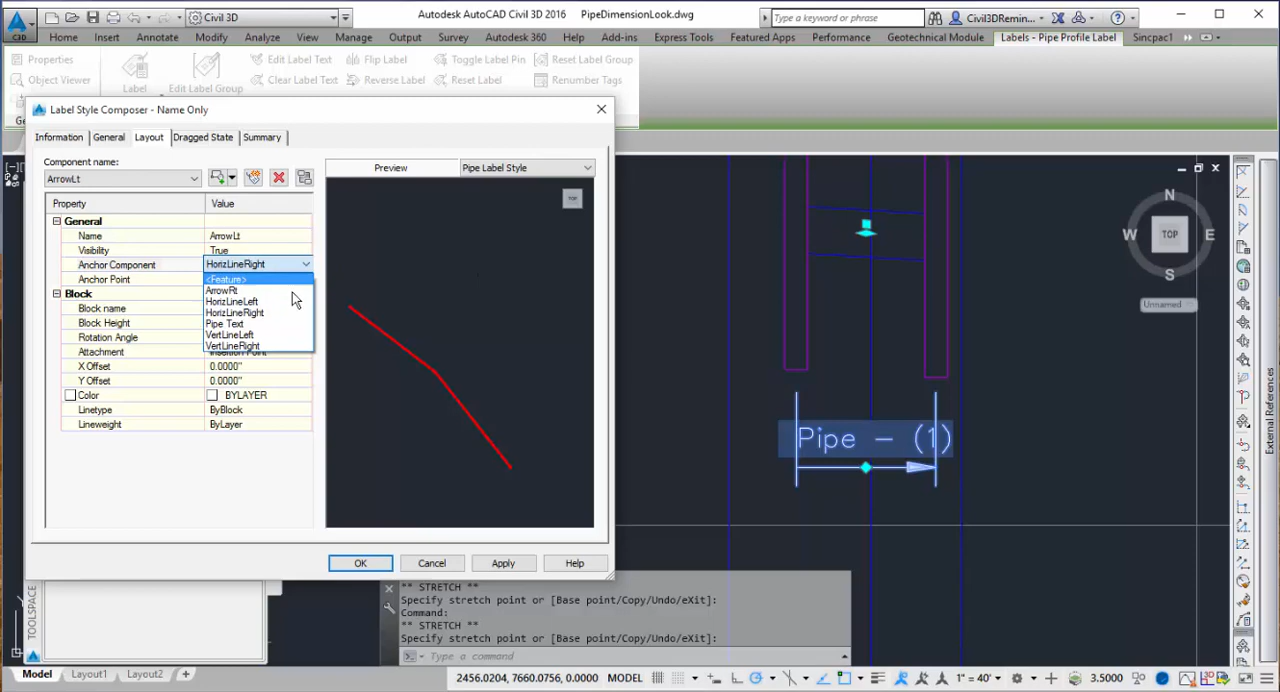 Civil 3D
Autodesk AutoCAD Civil 3D 2016 PipeDimensionLook.dwg
Type a keyword or phrase
Civil3DRemin...
C3D
Home Insert Annotate Modify Analyze View Manage Output Survey Autodesk 360 Help Add-ins Express Tools Featured Apps Performance Geotechnical Module Labels - Pipe Profile Label Sincpac1
Properties
Object Viewer
Label
Edit Label Group
Edit Label Text
Clear Label Text
Flip Label
Reverse Label
Toggle Label Pin
Reset Label
Reset Label Group
Renumber Tags
Label Style Composer - Name Only
Information General Layout Dragged State Summary
Component name:
ArrowLt
Preview
Pipe Label Style
Property Value
General
Name ArrowLt
Visibility True
Anchor Component HorizLineRight
Anchor Point
<Feature>
ArrowRt
HorizLineLeft
HorizLineRight
Pipe Text
VertLineLeft
VertLineRight
Block
Block name
Block Height
Rotation Angle
Attachment Insertion Point
X Offset 0.0000"
Y Offset 0.0000"
Color BYLAYER
Linetype ByBlock
Lineweight ByLayer
TOP
OK Cancel Apply Help
N
W TOP E
S
Unnamed
Pipe - (1)
External References
TOOLSPACE
** STRETCH **
Specify stretch point or [Base point/Copy/Undo/eXit]:
Command:
** STRETCH **
Specify stretch point or [Base point/Copy/Undo/eXit]:
Type a command
Model Layout1 Layout2 +
2456.0204, 7660.0756, 0.0000 MODEL 1" = 40' 3.5000